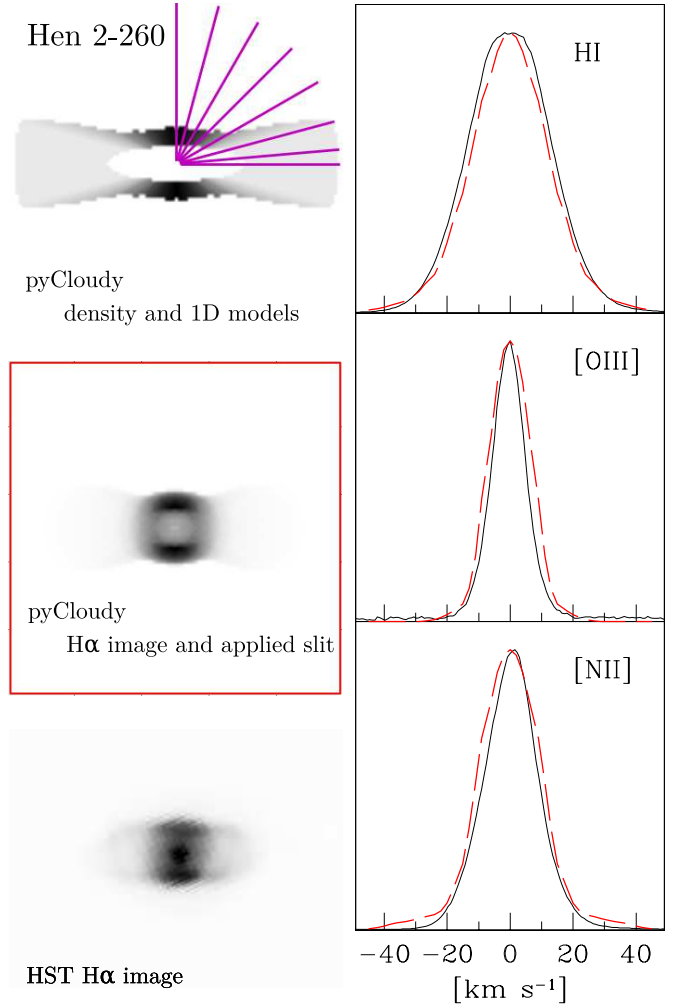 Hen 2-260
pyCloudy
density and 1D models
pyCloudy
Hα image and applied slit
HST Hα image
HI
[OIII]
[NII]
−40 −20 0 20 40
[km s⁻¹]